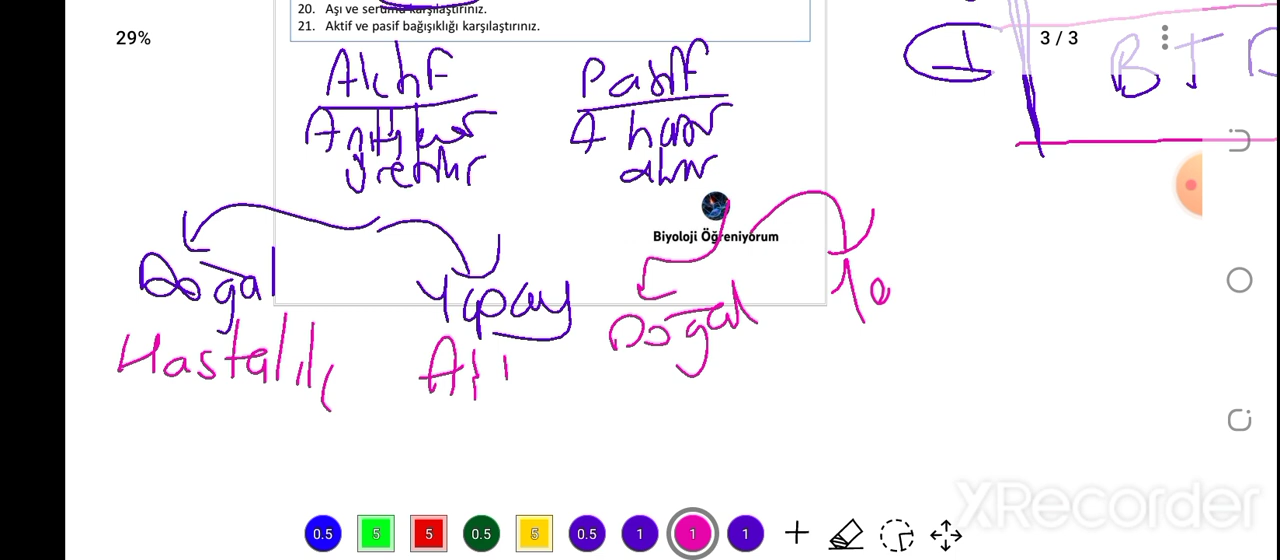 20. Aşı ve serumu karşılaştırınız.
21. Aktif ve pasif bağışıklığı karşılaştırınız.
29%
3 / 3
B T
Aktif Pasif
Antikor A hazır
üretilir alınır
Biyoloji Öğreniyorum
Doğal Yapay Doğal Ya
Hastalık Aşı
XRecorder
0.5 5 5 0.5 5 0.5 1 1 1